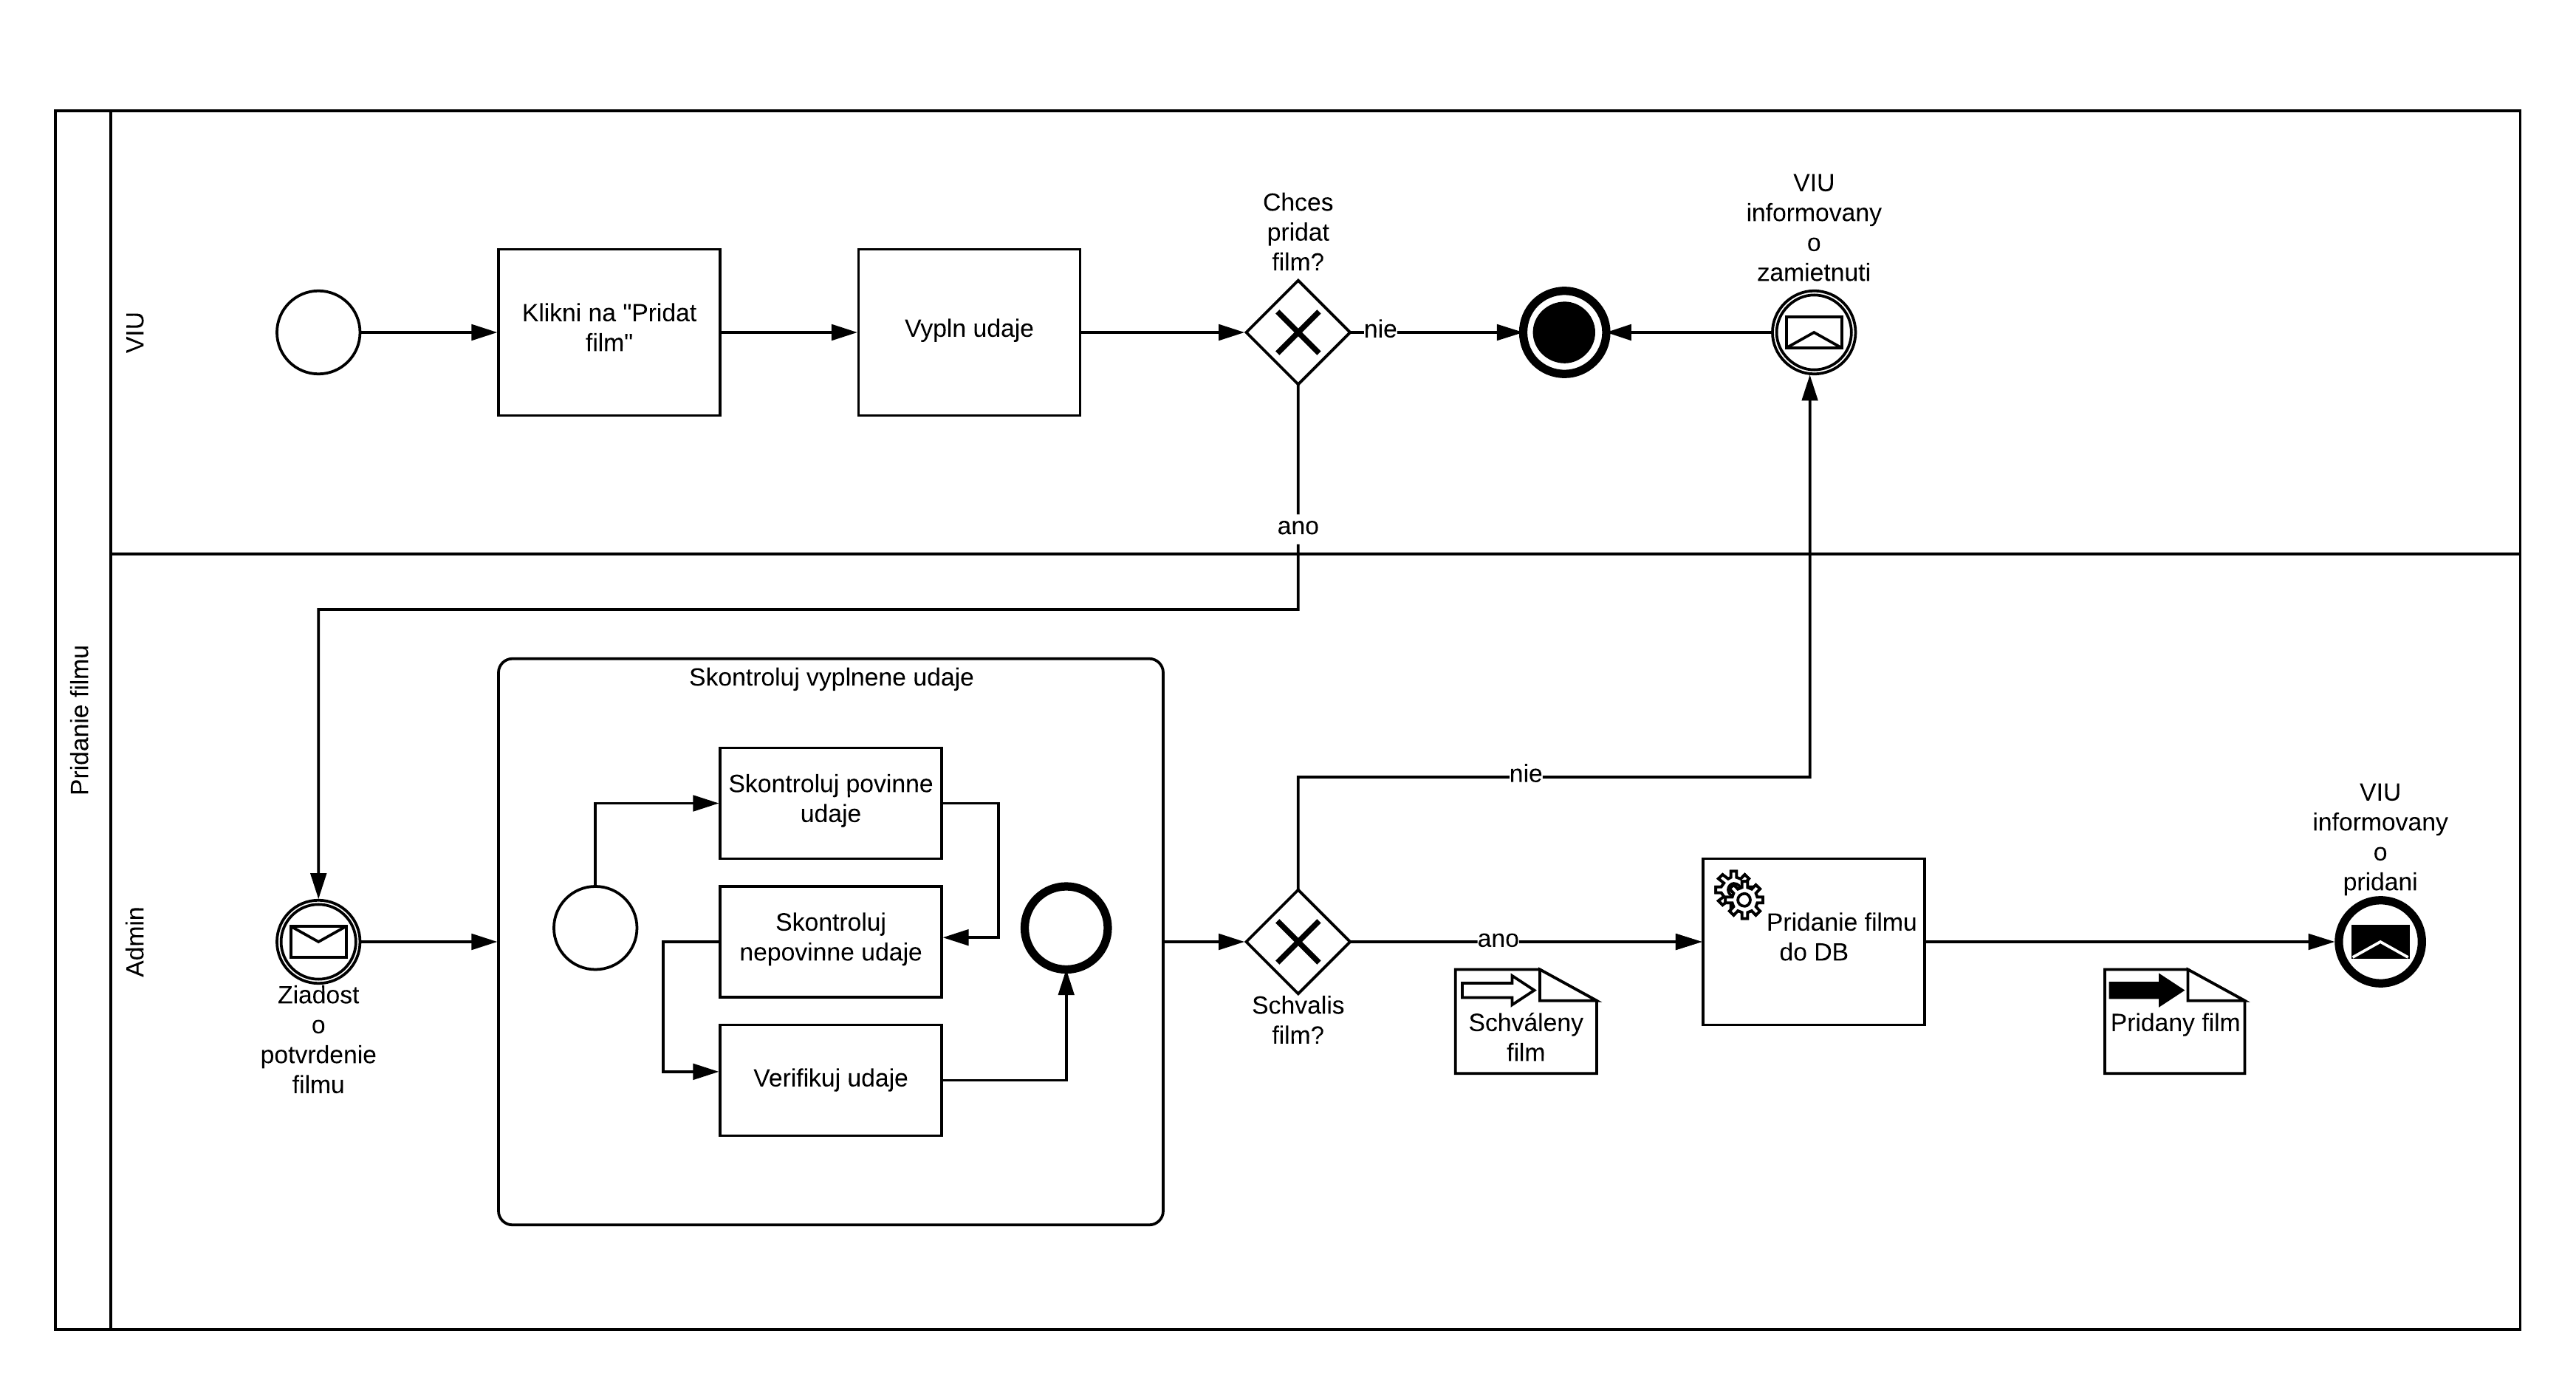 Pridanie filmu
VIU
Klikni na "Pridat
film"
Vypln udaje
Chces
pridat
film?
nie
ano
VIU
informovany
o
zamietnuti
Admin
Ziadost
o
potvrdenie
filmu
Skontroluj vyplnene udaje
Skontroluj povinne
udaje
Skontroluj
nepovinne udaje
Verifikuj udaje
Schvalis
film?
nie
ano
Schváleny
film
Pridanie filmu
do DB
Pridany film
VIU
informovany
o
pridani